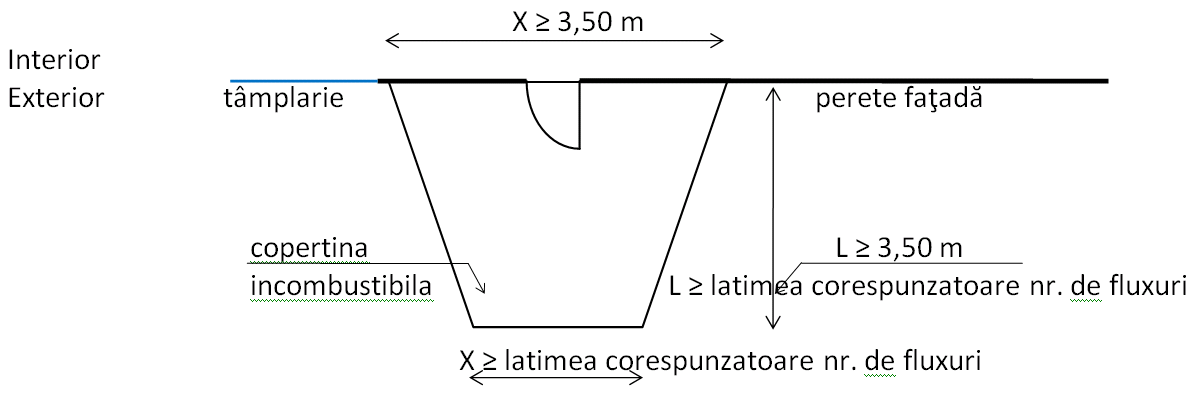 X ≥ 3,50 m
Interior
Exterior
tâmplarie
perete faţadă
copertina
incombustibila
L ≥ 3,50 m
L ≥ latimea corespunzatoare nr. de fluxuri
X ≥ latimea corespunzatoare nr. de fluxuri